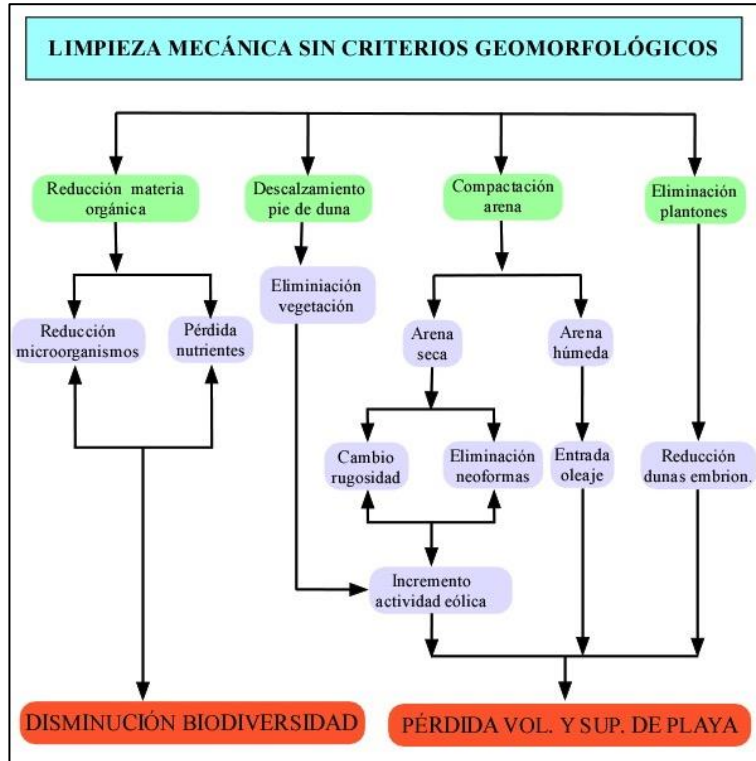 LIMPIEZA MECÁNICA SIN CRITERIOS GEOMORFOLÓGICOS
Reducción materia
orgánica
Descalzamiento
pie de duna
Compactación
arena
Eliminación
plantones
Eliminiación
vegetación
Reducción
microorganismos
Pérdida
nutrientes
Arena
seca
Arena
húmeda
Cambio
rugosidad
Eliminación
neoformas
Entrada
oleaje
Reducción
dunas embrion.
Incremento
actividad eólica
DISMINUCIÓN BIODIVERSIDAD
PÉRDIDA VOL. Y SUP. DE PLAYA